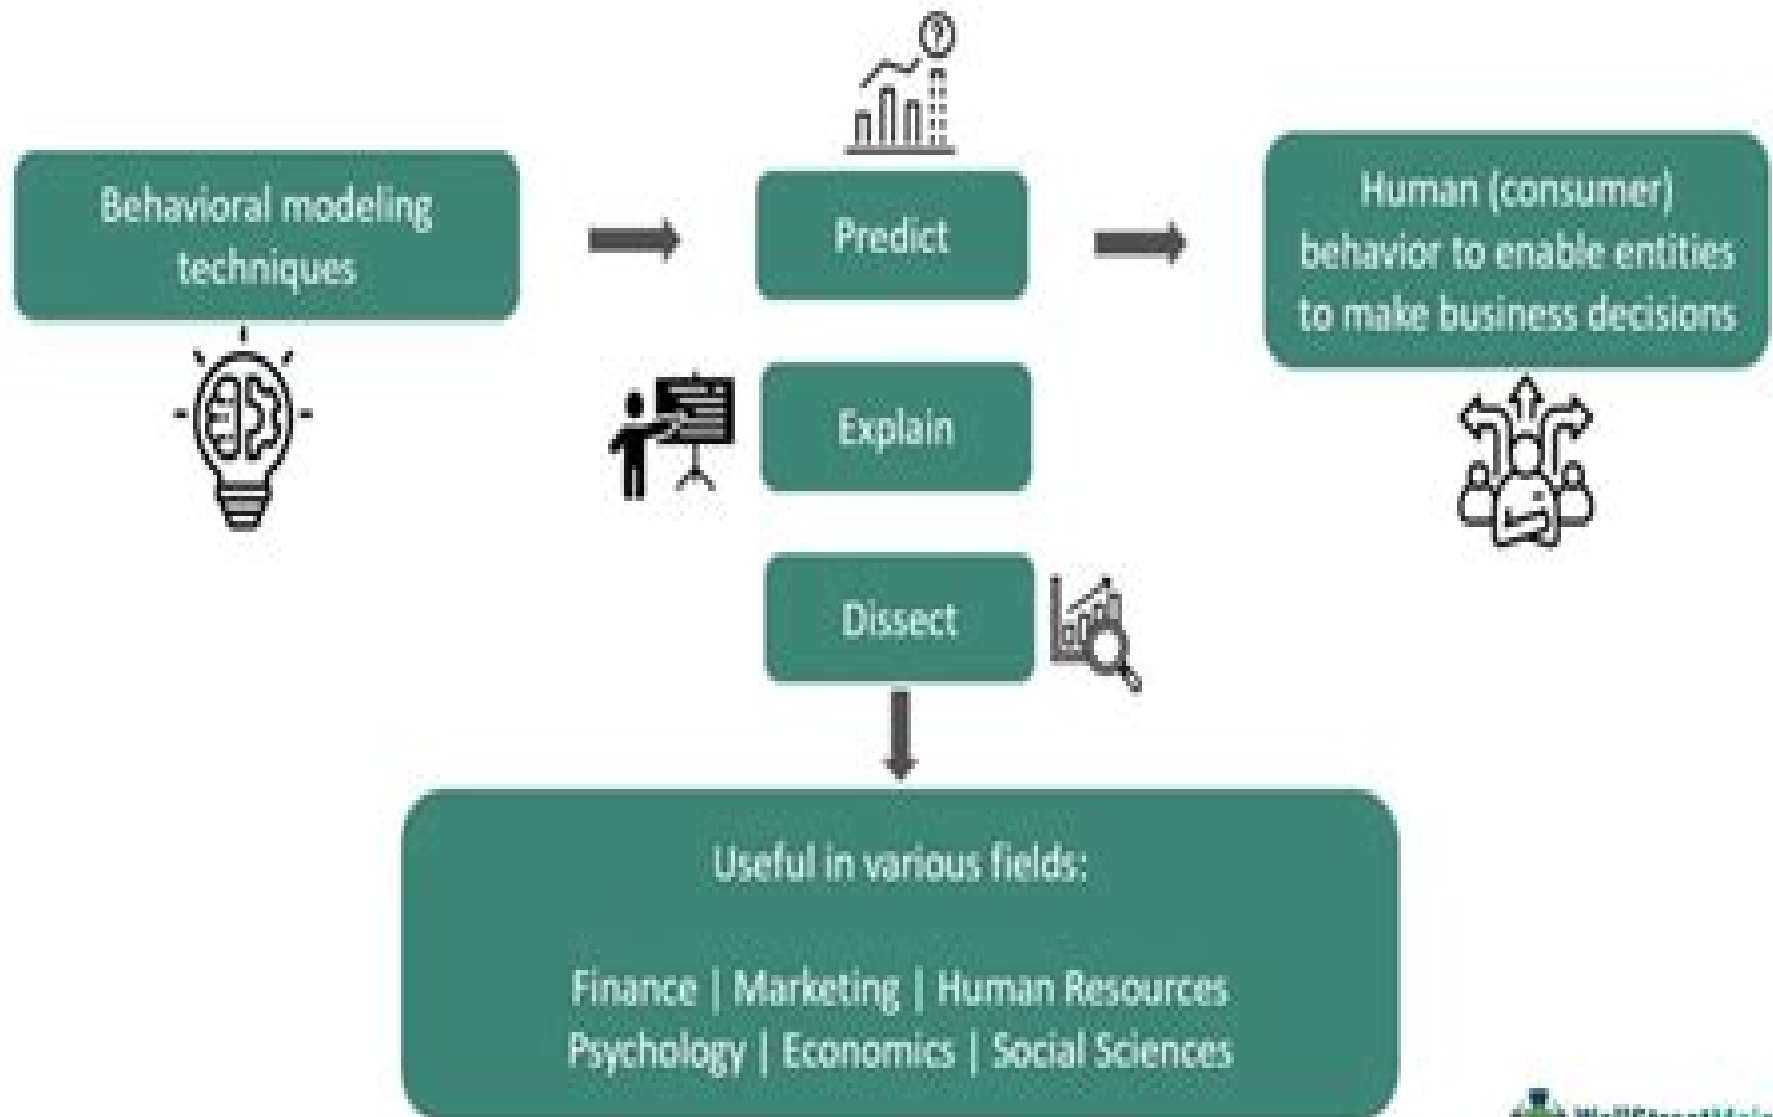 Behavioral modeling
techniques
Predict
Human (consumer)
behavior to enable entities
to make business decisions
Explain
Dissect
Useful in various fields:
Finance | Marketing | Human Resources
Psychology | Economics | Social Sciences